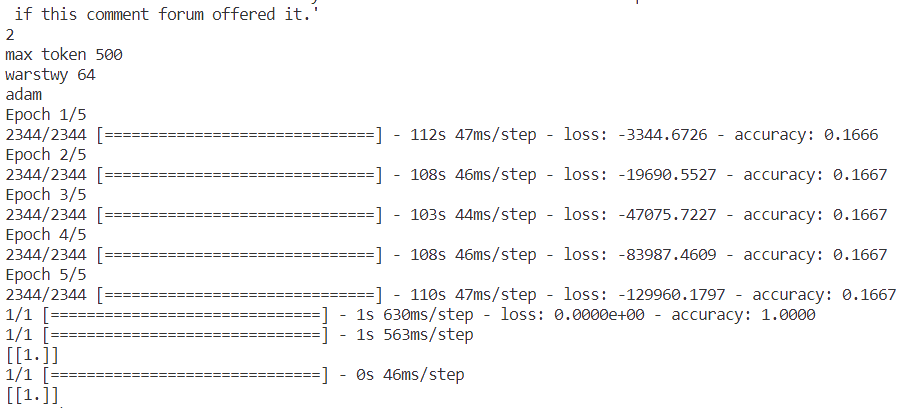 if this comment forum offered it.'
2
max token 500
warstwy 64
adam
Epoch 1/5
2344/2344 [==============================] - 112s 47ms/step - loss: -3344.6726 - accuracy: 0.1666
Epoch 2/5
2344/2344 [==============================] - 108s 46ms/step - loss: -19690.5527 - accuracy: 0.1667
Epoch 3/5
2344/2344 [==============================] - 103s 44ms/step - loss: -47075.7227 - accuracy: 0.1667
Epoch 4/5
2344/2344 [==============================] - 108s 46ms/step - loss: -83987.4609 - accuracy: 0.1667
Epoch 5/5
2344/2344 [==============================] - 110s 47ms/step - loss: -129960.1797 - accuracy: 0.1667
1/1 [==============================] - 1s 630ms/step - loss: 0.0000e+00 - accuracy: 1.0000
1/1 [==============================] - 1s 563ms/step
[[1.]]
1/1 [==============================] - 0s 46ms/step
[[1.]]